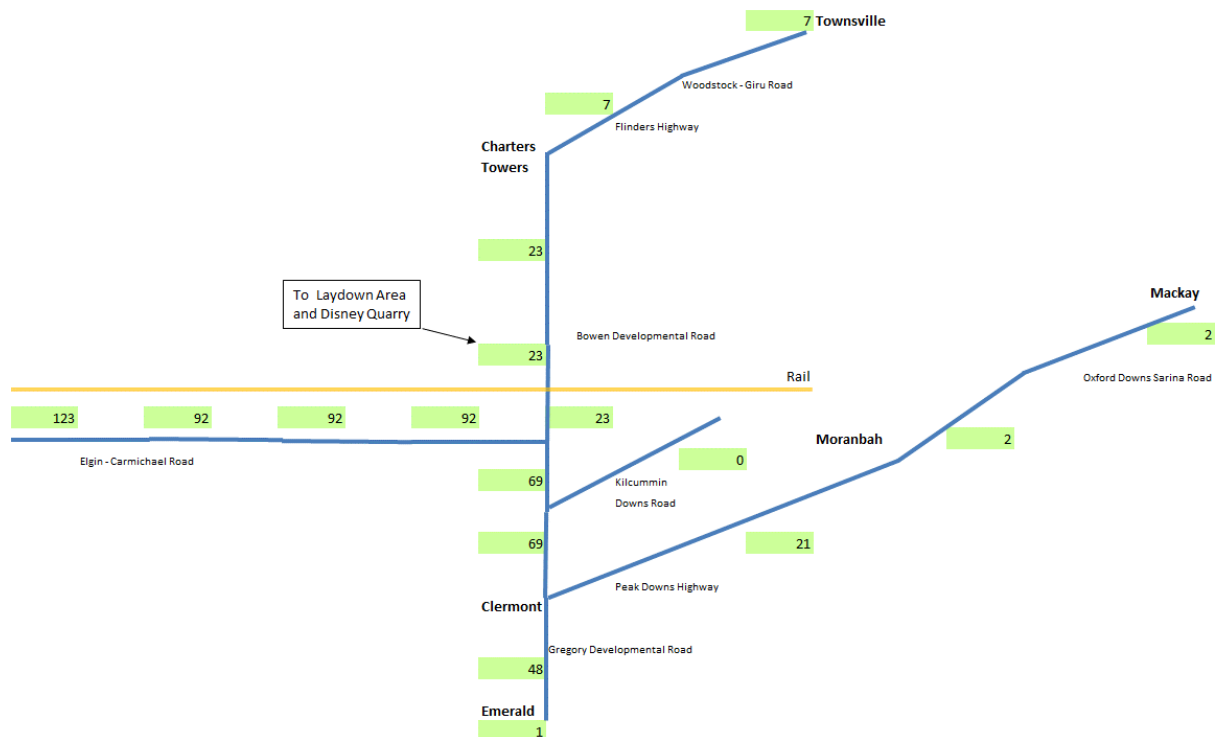 7 Townsville
Woodstock - Giru Road
7
Flinders Highway
Charters
Towers
23
To Laydown Area
and Disney Quarry
Mackay
2
Bowen Developmental Road
23
Rail
Oxford Downs Sarina Road
123 92 92 92 23
Moranbah
2
Elgin - Carmichael Road
0
69
Kilcummin
Downs Road
69
21
Peak Downs Highway
Clermont
Gregory Developmental Road
48
Emerald
1